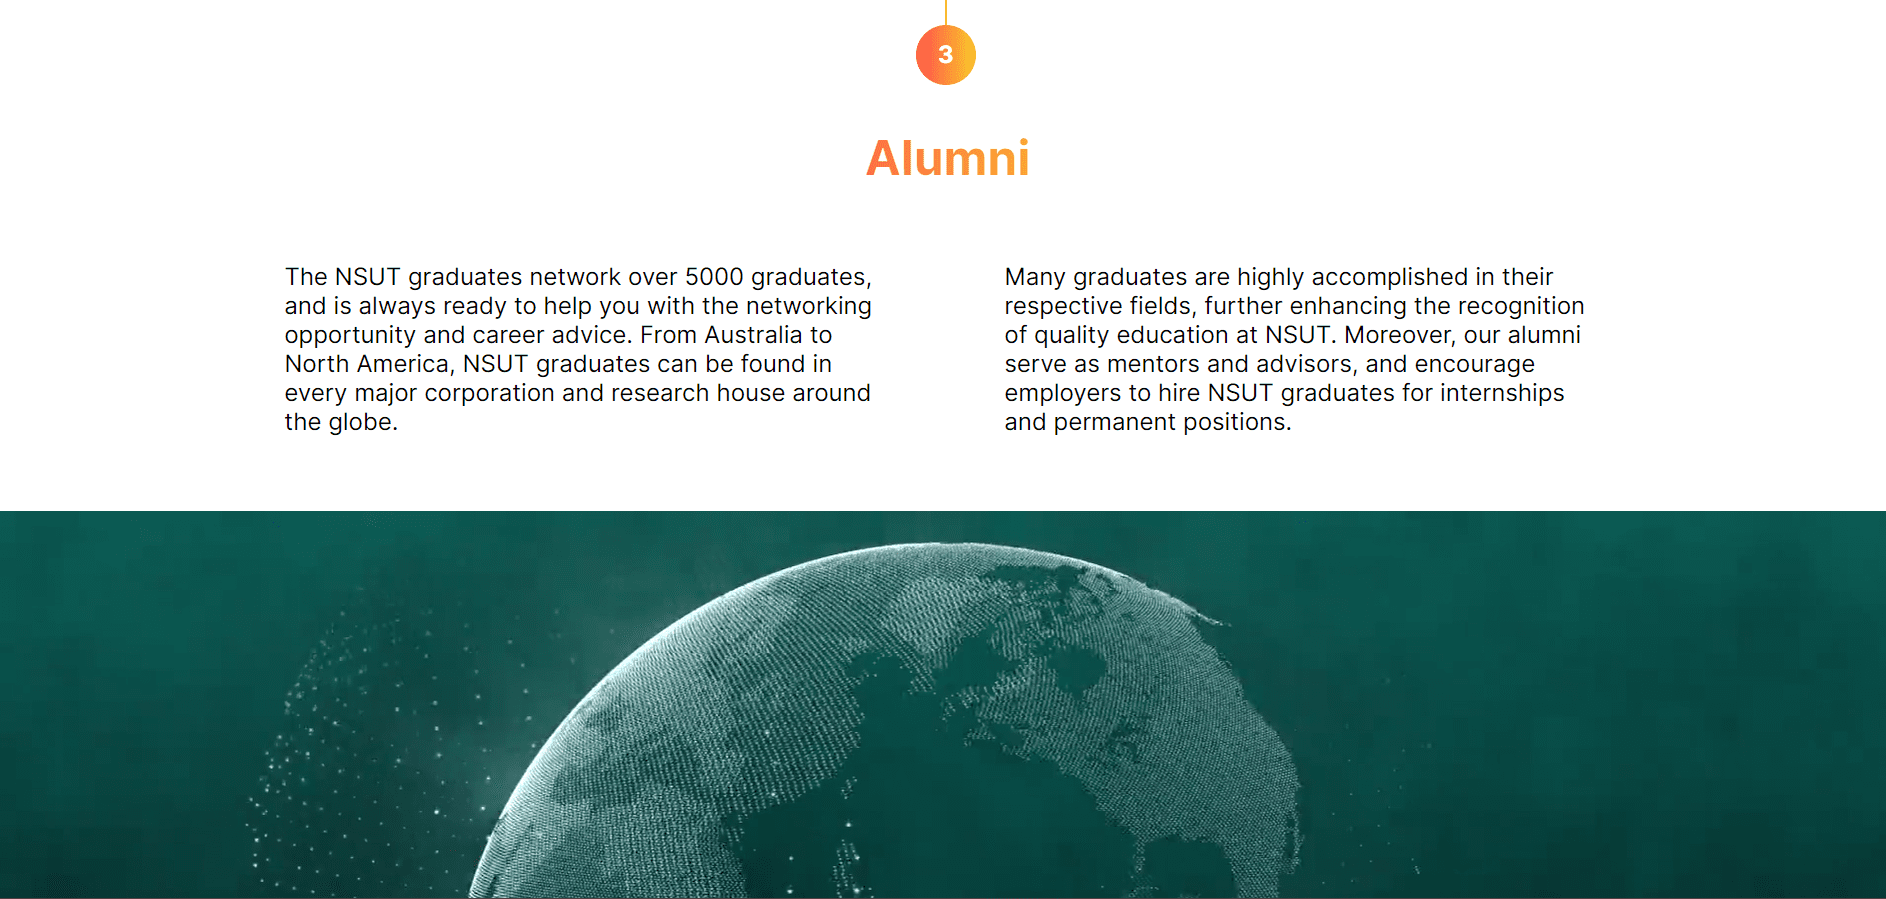 3
Alumni
The NSUT graduates network over 5000 graduates,
and is always ready to help you with the networking
opportunity and career advice. From Australia to
North America, NSUT graduates can be found in
every major corporation and research house around
the globe.
Many graduates are highly accomplished in their
respective fields, further enhancing the recognition
of quality education at NSUT. Moreover, our alumni
serve as mentors and advisors, and encourage
employers to hire NSUT graduates for internships
and permanent positions.